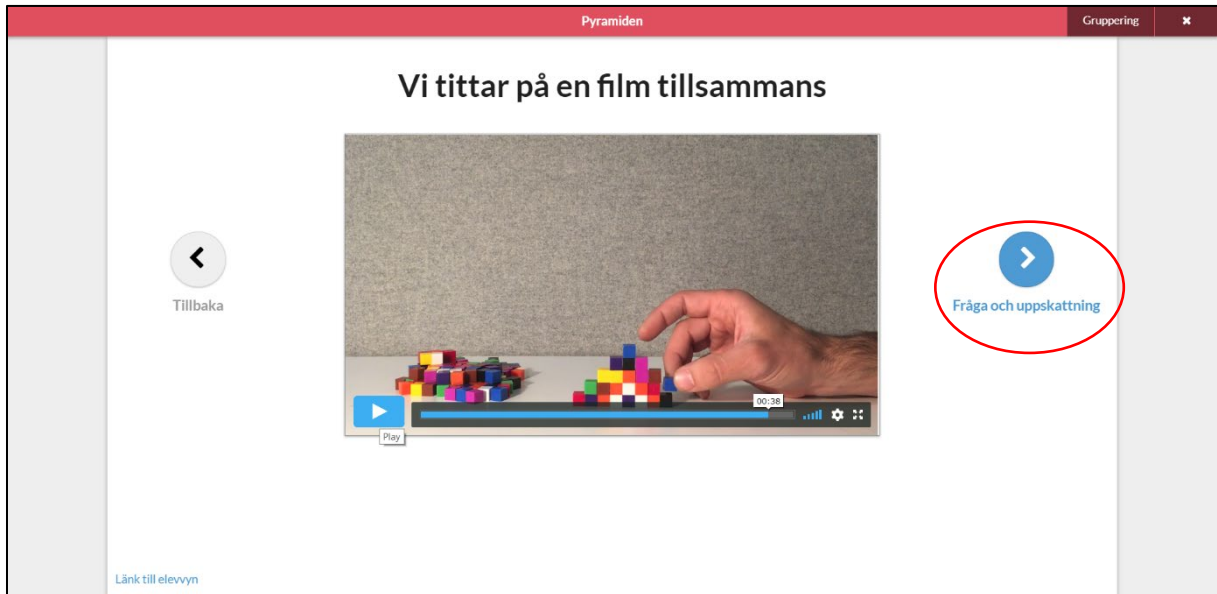 Pyramiden
Gruppering
Vi tittar på en film tillsammans
Tillbaka
Fråga och uppskattning
00:38
Play
Länk till elevvyn